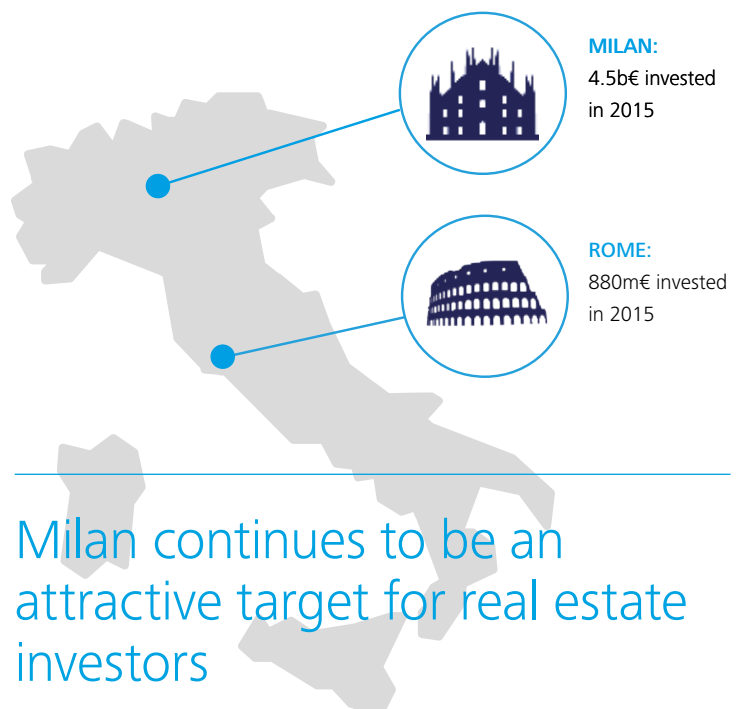 MILAN:
4.5b€ invested
in 2015
ROME:
880m€ invested
in 2015
Milan continues to be an
attractive target for real estate
investors